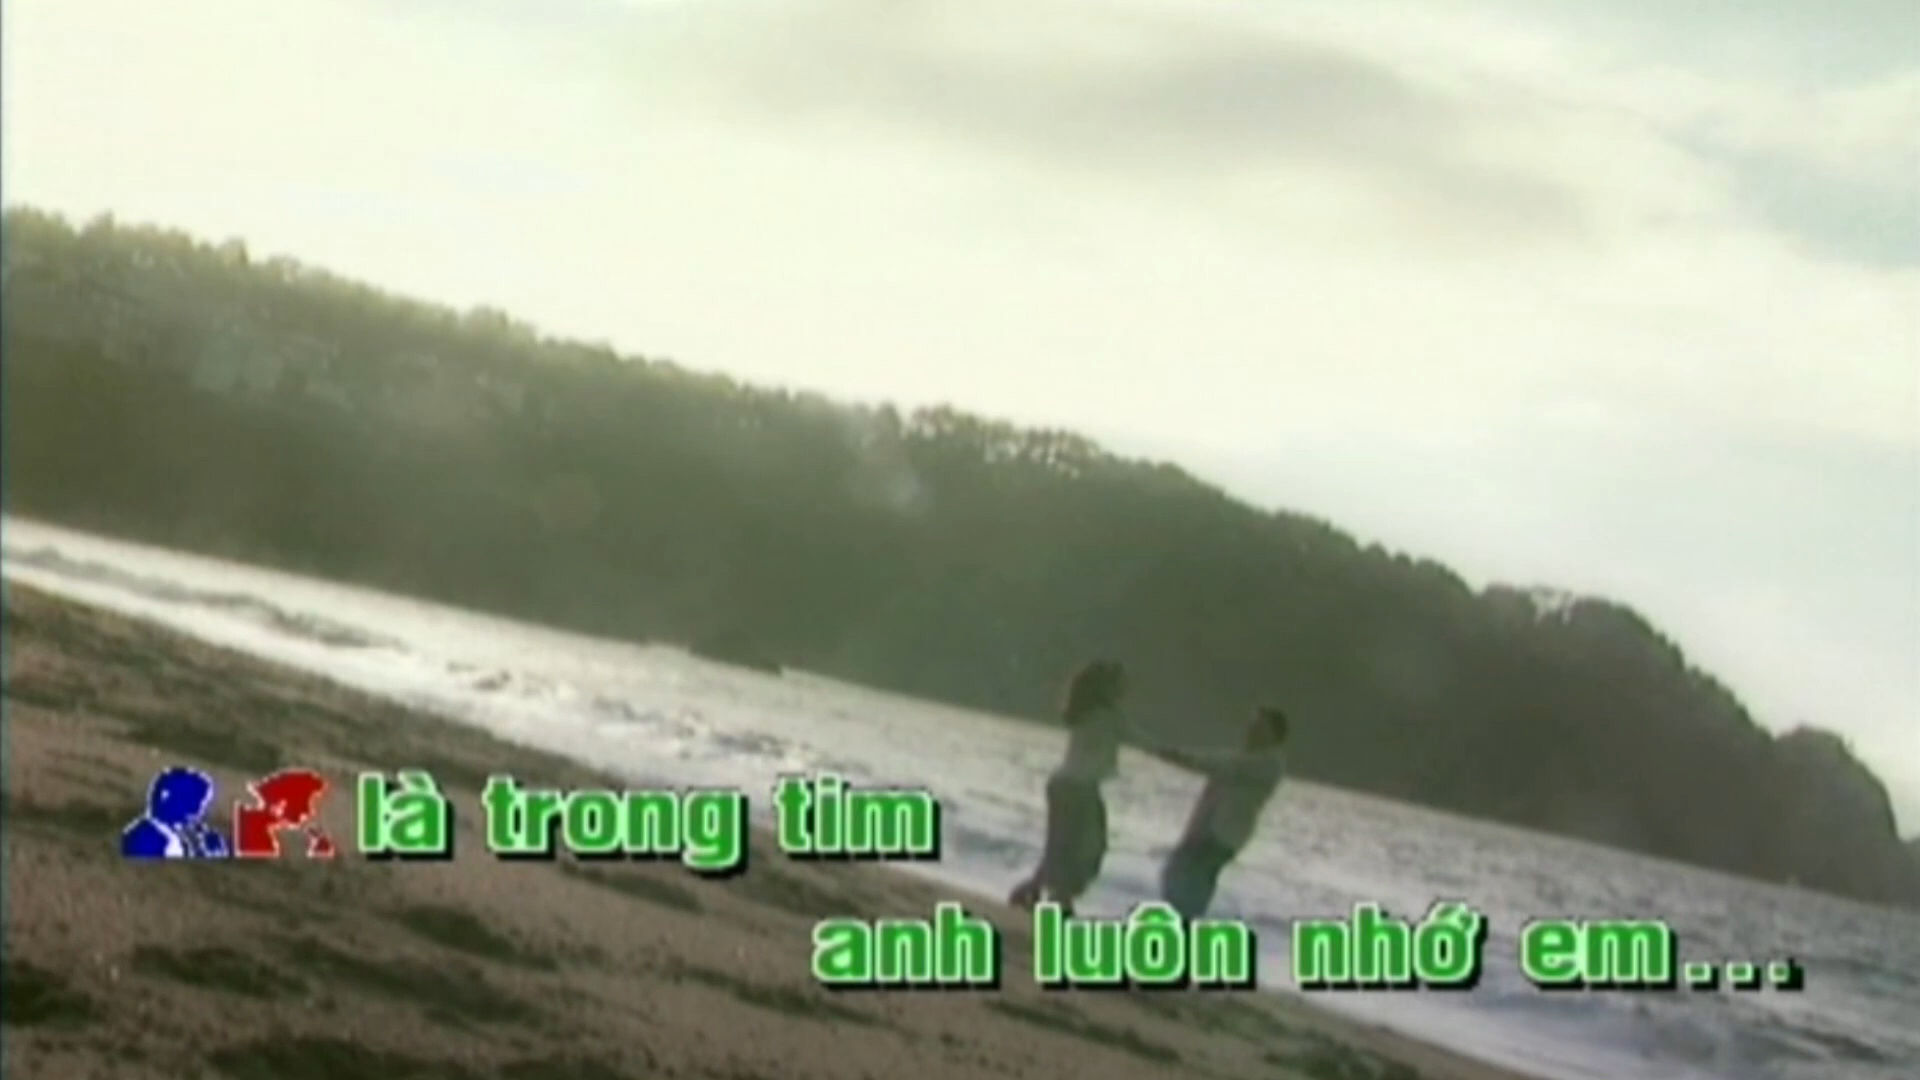 là trong tim
anh luôn nhớ em...